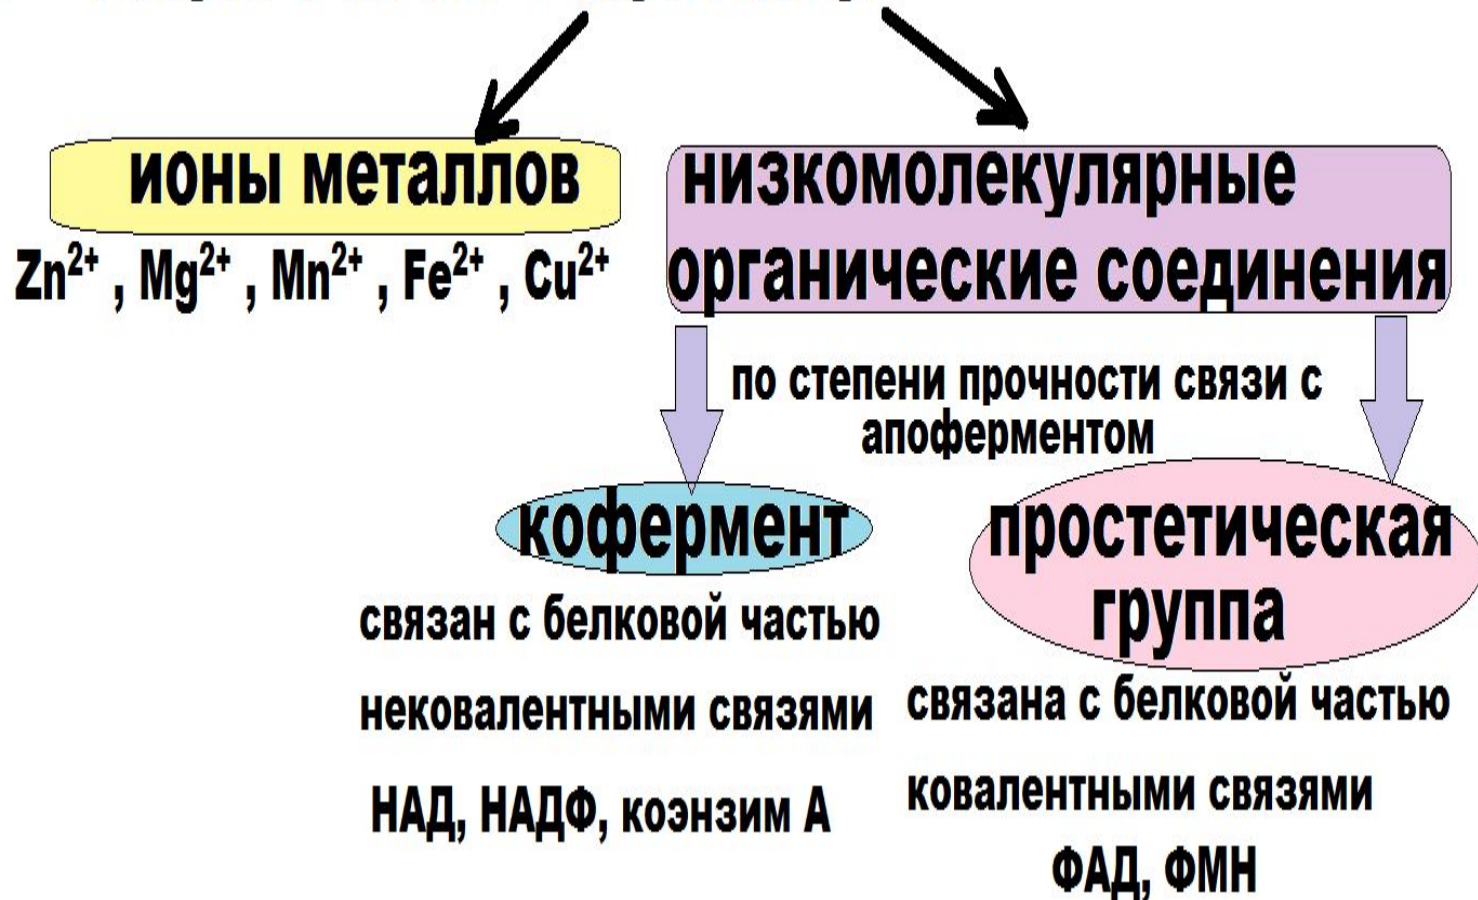 ионы металлов
Zn²⁺ , Mg²⁺ , Mn²⁺ , Fe²⁺ , Cu²⁺
низкомолекулярные
органические соединения
по степени прочности связи с
апоферментом
кофермент
связан с белковой частью
нековалентными связями
НАД, НАДФ, коэнзим А
простетическая
группа
связана с белковой частью
ковалентными связями
ФАД, ФМН